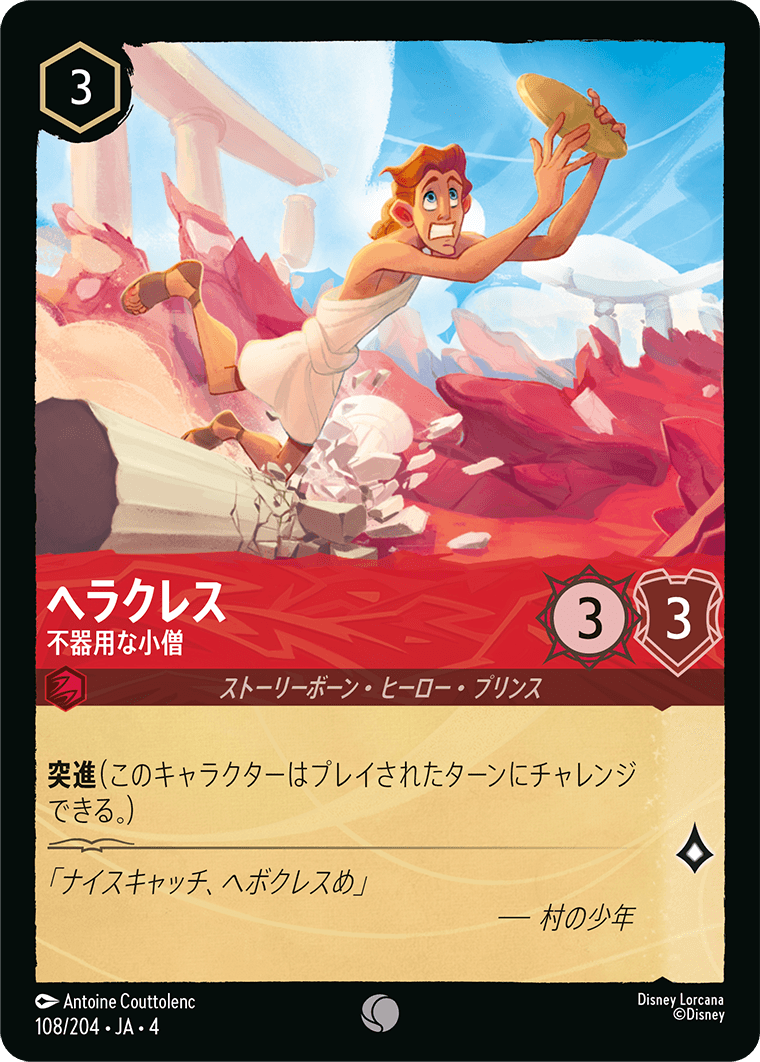 3
ヘラクレス
不器用な小僧
3
3
ストーリーボーン・ヒーロー・プリンス
突進(このキャラクターはプレイされたターンにチャレンジ
できる。)
「ナイスキャッチ、ヘボクレスめ」
— 村の少年
Antoine Couttolenc
108/204・JA・4
Disney Lorcana
©Disney